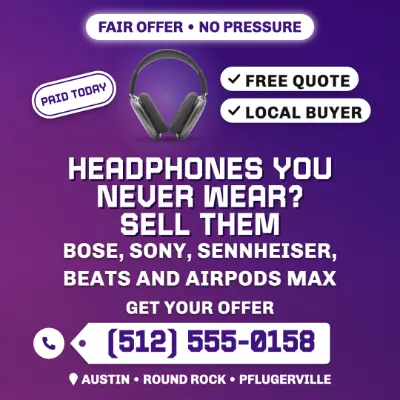 FAIR OFFER • NO PRESSURE
PAID TODAY
✓ FREE QUOTE
✓ LOCAL BUYER
HEADPHONES YOU
NEVER WEAR?
SELL THEM
BOSE, SONY, SENNHEISER,
BEATS AND AIRPODS MAX
GET YOUR OFFER
(512) 555-0158
AUSTIN • ROUND ROCK • PFLUGERVILLE